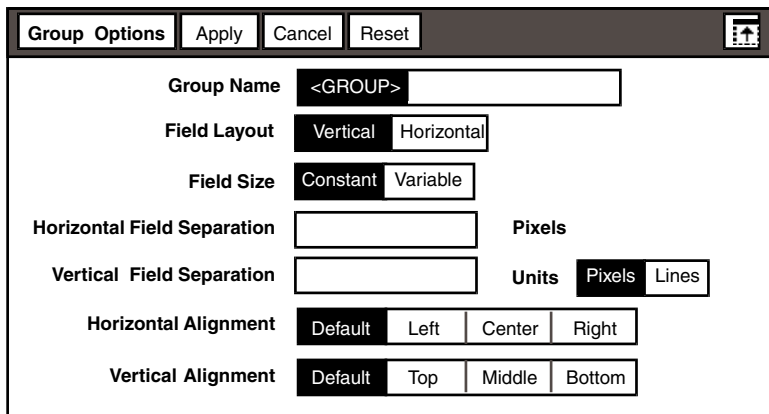 Group Options Apply Cancel Reset
Group Name <GROUP>
Field Layout Vertical Horizontal
Field Size Constant Variable
Horizontal Field Separation Pixels
Vertical Field Separation Units Pixels Lines
Horizontal Alignment Default Left Center Right
Vertical Alignment Default Top Middle Bottom